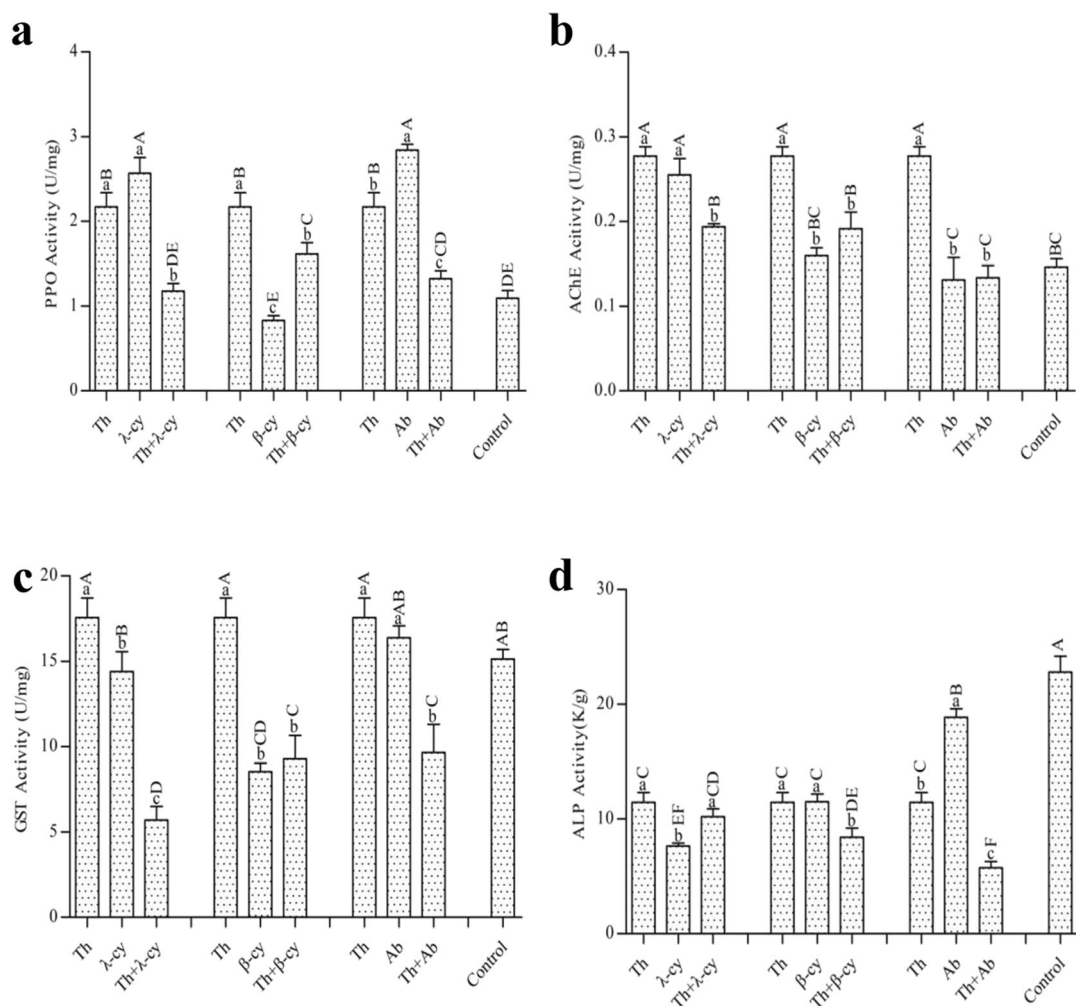 a
PPO Activity (U/mg)
4
3
2
1
0
aB
aA
bDE
aB
cE
bC
bB
aA
cCD
DE
Th
λ-cy
Th+λ-cy
Th
β-cy
Th+β-cy
Th
Ab
Th+Ab
Control
b
AChE Acitivty (U/mg)
0.4
0.3
0.2
0.1
0.0
aA
aA
bB
aA
bBC
bB
aA
bC
bC
BC
Th
λ-cy
Th+λ-cy
Th
β-cy
Th+β-cy
Th
Ab
Th+Ab
Control
c
GST Activity (U/mg)
20
15
10
5
0
aA
bB
cD
aA
bCD
bC
aA
aAB
bC
AB
Th
λ-cy
Th+λ-cy
Th
β-cy
Th+β-cy
Th
Ab
Th+Ab
Control
d
ALP Activity(K/g)
30
20
10
0
aC
bEF
aCD
aC
aC
bDE
bC
aB
cF
A
Th
λ-cy
Th+λ-cy
Th
β-cy
Th+β-cy
Th
Ab
Th+Ab
Control